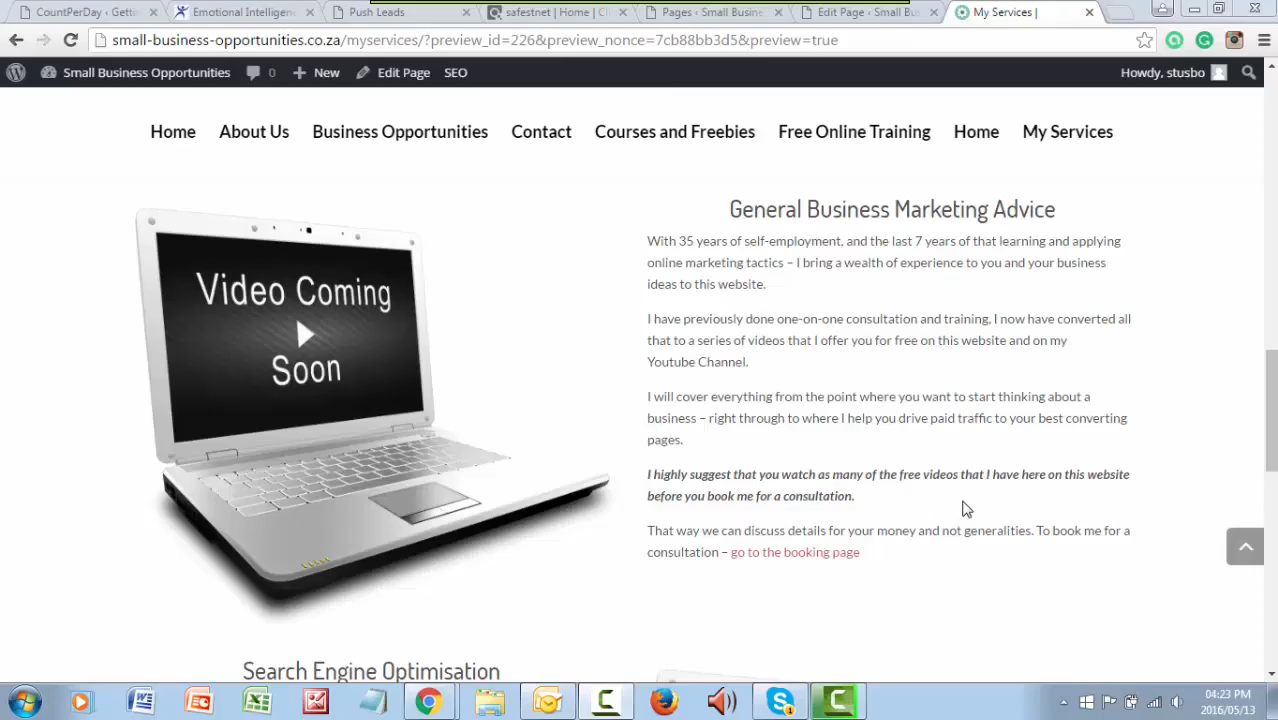 CountPerDay ‹ Getti
Emotional Intelligenc
Push Leads
safestnet | Home | Cli
Pages ‹ Small Busine
Edit Page ‹ Small Bus
My Services |
small-business-opportunities.co.za/myservices/?preview_id=226&preview_nonce=7cb88bb3d5&preview=true
Small Business Opportunities 0 New Edit Page SEO Howdy, stusbo
Home About Us Business Opportunities Contact Courses and Freebies Free Online Training Home My Services
Video Coming
Soon
General Business Marketing Advice
With 35 years of self-employment, and the last 7 years of that learning and applying
online marketing tactics – I bring a wealth of experience to you and your business
ideas to this website.
I have previously done one-on-one consultation and training, I now have converted all
that to a series of videos that I offer you for free on this website and on my
Youtube Channel.
I will cover everything from the point where you want to start thinking about a
business – right through to where I help you drive paid traffic to your best converting
pages.
I highly suggest that you watch as many of the free videos that I have here on this website
before you book me for a consultation.
That way we can discuss details for your money and not generalities. To book me for a
consultation – go to the booking page
Search Engine Optimisation
04:23 PM
2016/05/13